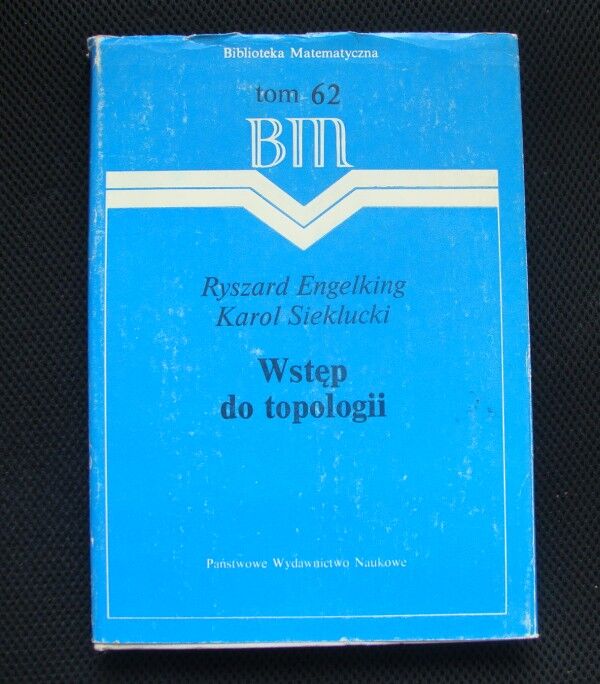 Biblioteka Matematyczna
tom 62
BM
Ryszard Engelking
Karol Sieklucki
Wstęp
do topologii
Państwowe Wydawnictwo Naukowe